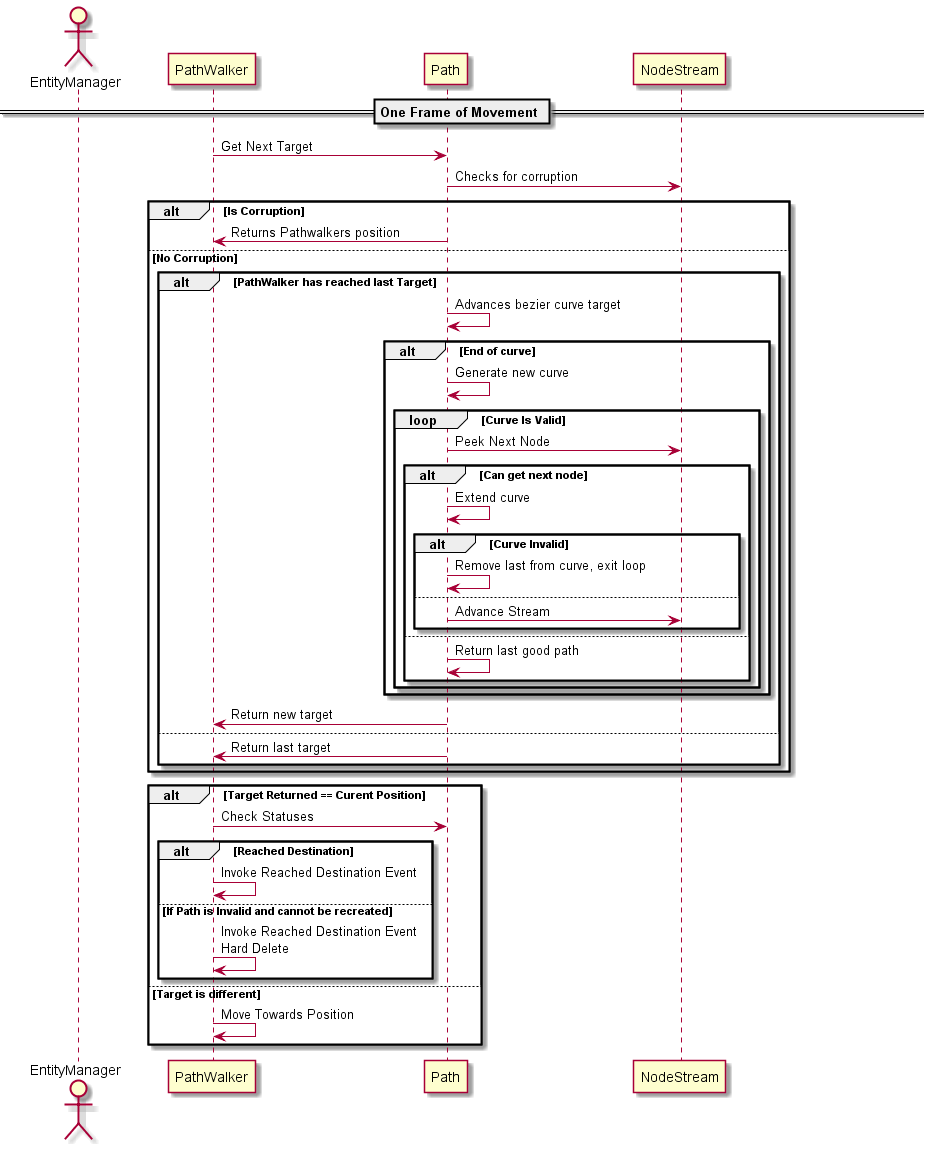 EntityManager
PathWalker
Path
NodeStream
One Frame of Movement
Get Next Target
Checks for corruption
alt
[Is Corruption]
Returns Pathwalkers position
[No Corruption]
alt
[PathWalker has reached last Target]
Advances bezier curve target
alt
[End of curve]
Generate new curve
loop
[Curve Is Valid]
Peek Next Node
alt
[Can get next node]
Extend curve
alt
[Curve Invalid]
Remove last from curve, exit loop
Advance Stream
Return last good path
Return new target
Return last target
alt
[Target Returned == Curent Position]
Check Statuses
alt
[Reached Destination]
Invoke Reached Destination Event
[If Path is Invalid and cannot be recreated]
Invoke Reached Destination Event
Hard Delete
[Target is different]
Move Towards Position
EntityManager
PathWalker
Path
NodeStream